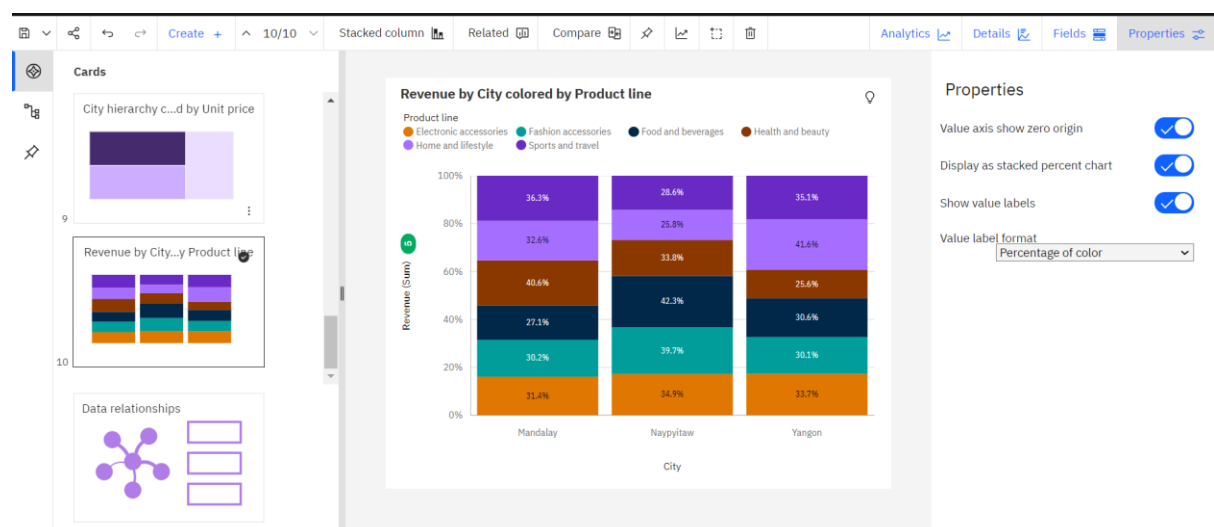 Create + 10/10 Stacked column Related Compare Analytics Details Fields Properties
Cards
City hierarchy c...d by Unit price
9
Revenue by City...y Product line
10
Data relationships
Revenue by City colored by Product line
Product line
Electronic accessories Fashion accessories Food and beverages Health and beauty
Home and lifestyle Sports and travel
Revenue (Sum)
5
100%
80%
60%
40%
20%
0%
36.3% 28.6% 35.1%
32.6% 25.8% 41.6%
40.6% 33.8% 25.6%
27.1% 42.3% 30.6%
30.2% 39.7% 30.1%
31.4% 34.9% 33.7%
Mandalay Naypyitaw Yangon
City
Properties
Value axis show zero origin
Display as stacked percent chart
Show value labels
Value label format
Percentage of color